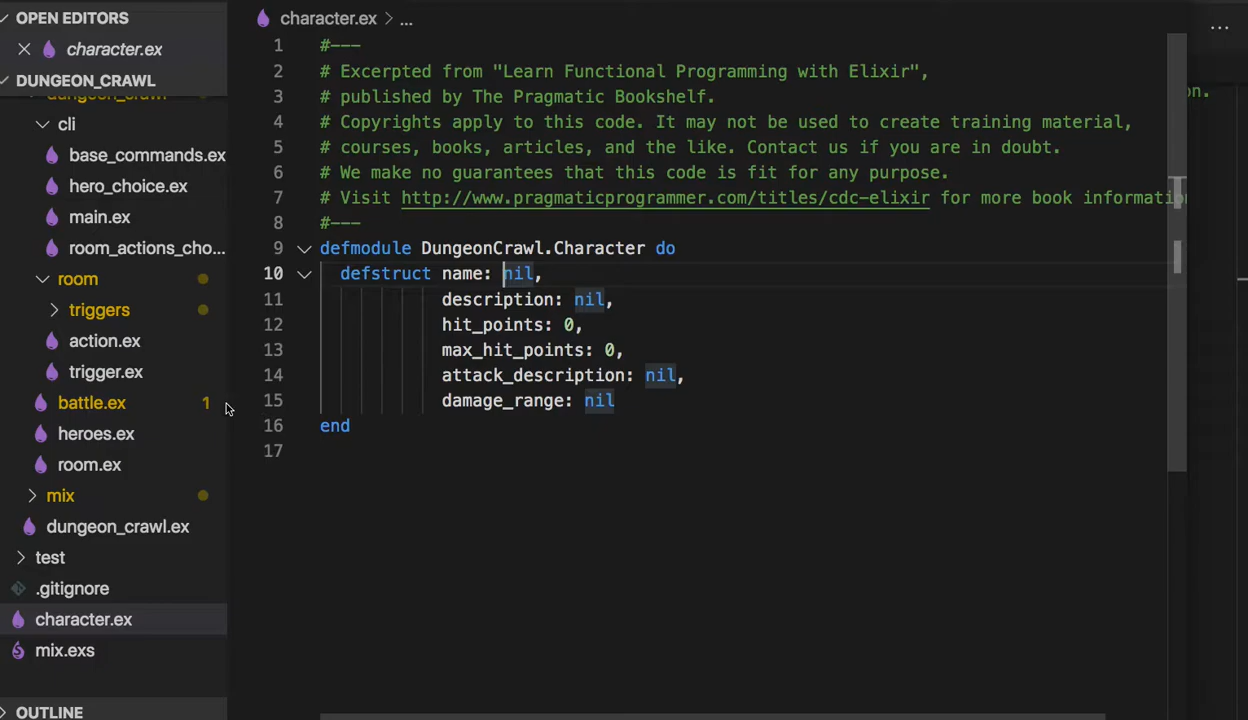 OPEN EDITORS
character.ex
DUNGEON_CRAWL
dungeon_crawl
cli
base_commands.ex
hero_choice.ex
main.ex
room_actions_cho...
room
triggers
action.ex
trigger.ex
battle.ex 1
heroes.ex
room.ex
mix
dungeon_crawl.ex
test
.gitignore
character.ex
mix.exs
OUTLINE
character.ex > ...
1 #---
2 # Excerpted from "Learn Functional Programming with Elixir",
3 # published by The Pragmatic Bookshelf.
4 # Copyrights apply to this code. It may not be used to create training material,
5 # courses, books, articles, and the like. Contact us if you are in doubt.
6 # We make no guarantees that this code is fit for any purpose.
7 # Visit http://www.pragmaticprogrammer.com/titles/cdc-elixir for more book informatio
8 #---
9 defmodule DungeonCrawl.Character do
10 defstruct name: nil,
11 description: nil,
12 hit_points: 0,
13 max_hit_points: 0,
14 attack_description: nil,
15 damage_range: nil
16 end
17
...
on.